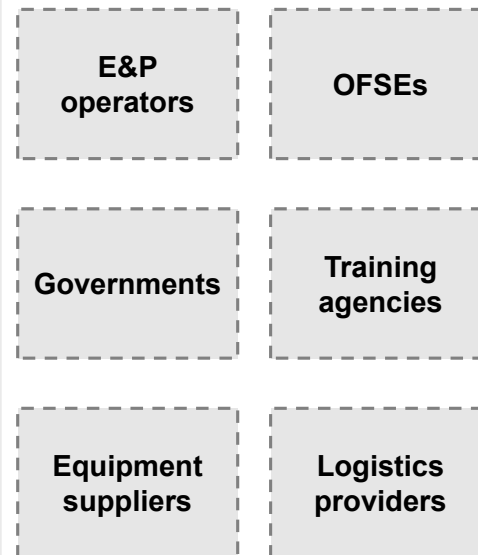 E&P
operators
OFSEs
Governments
Training
agencies
Equipment
suppliers
Logistics
providers